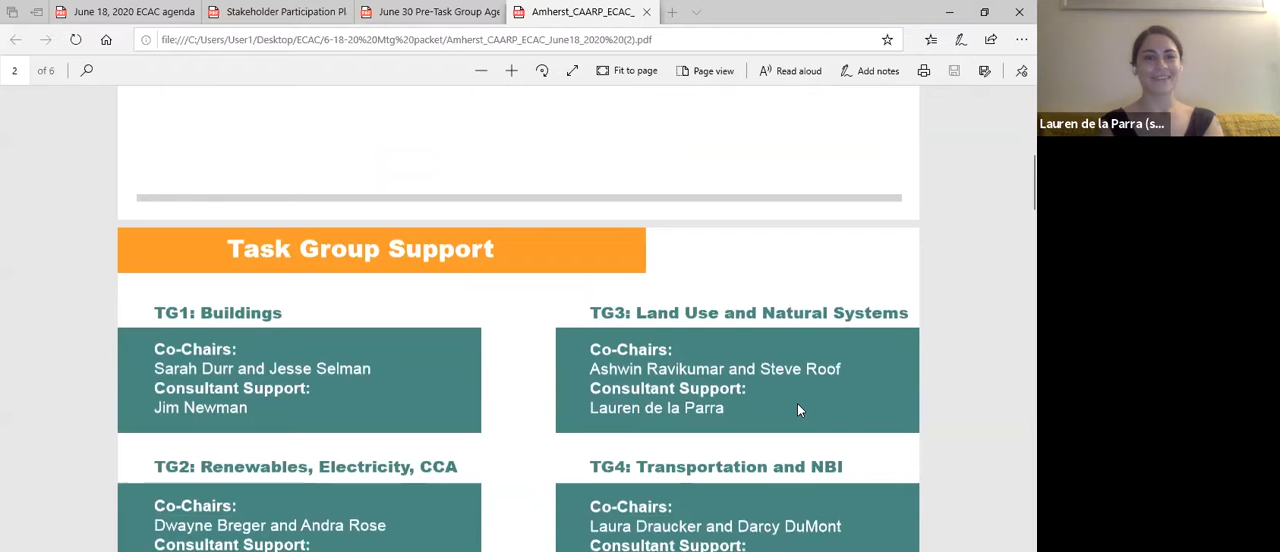 June 18, 2020 ECAC agenda
Stakeholder Participation Pl
June 30 Pre-Task Group Age
Amherst_CAARP_ECAC_
file:///C:/Users/User1/Desktop/ECAC/6-18-20%20Mtg%20packet/Amherst_CAARP_ECAC_June18_2020%20(2).pdf
2 of 6
Fit to page
Page view
Read aloud
Add notes
Lauren de la Parra (s...
Task Group Support
TG1: Buildings
Co-Chairs:
Sarah Durr and Jesse Selman
Consultant Support:
Jim Newman
TG3: Land Use and Natural Systems
Co-Chairs:
Ashwin Ravikumar and Steve Roof
Consultant Support:
Lauren de la Parra
TG2: Renewables, Electricity, CCA
Co-Chairs:
Dwayne Breger and Andra Rose
Consultant Support:
TG4: Transportation and NBI
Co-Chairs:
Laura Draucker and Darcy DuMont
Consultant Support: